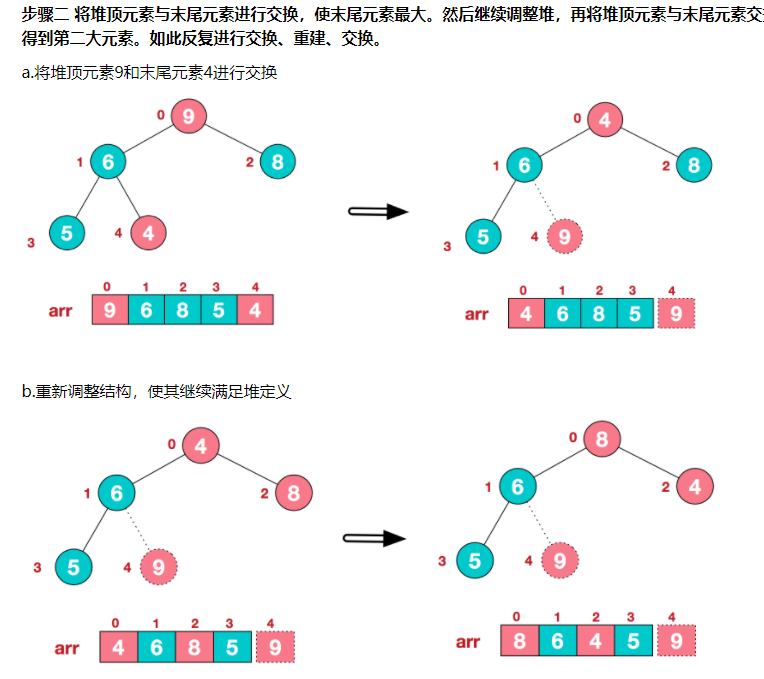 步骤二 将堆顶元素与末尾元素进行交换，使末尾元素最大。然后继续调整堆，再将堆顶元素与末尾元素交
得到第二大元素。如此反复进行交换、重建、交换。
a.将堆顶元素9和末尾元素4进行交换
0 9 0 4
1 6 2 8 1 6 2 8
3 5 4 4 3 5 4 9
0 1 2 3 4 0 1 2 3 4
arr 9 6 8 5 4 arr 4 6 8 5 9
b.重新调整结构，使其继续满足堆定义
0 4 0 8
1 6 2 8 1 6 2 4
3 5 4 9 3 5 4 9
0 1 2 3 4 0 1 2 3 4
arr 4 6 8 5 9 arr 8 6 4 5 9